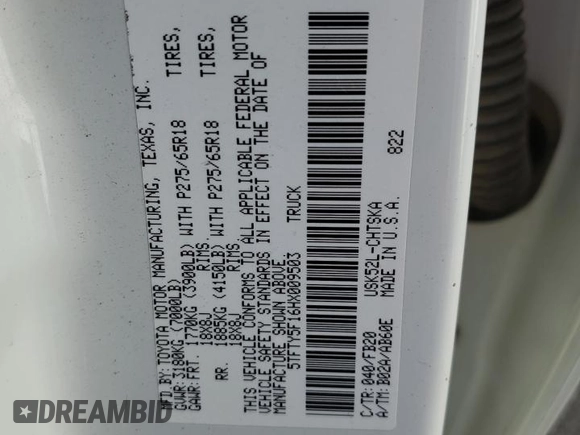 MFD.BY:TOYOTA MOTOR MANUFACTURING, TEXAS, INC.
GVWR:3180KG (7000LB)
GAWR:FRT. 1770KG (3900LB) WITH P275/65R18 TIRES,
18X8J RIMS.
RR. 1885KG (4150LB) WITH P275/65R18 TIRES,
18X8J RIMS.
THIS VEHICLE CONFORMS TO ALL APPLICABLE FEDERAL MOTOR
VEHICLE SAFETY STANDARDS IN EFFECT ON THE DATE OF
MANUFACTURE SHOWN ABOVE.
5TFTY5F16HX009503 TRUCK
C/TR:040/FB20 USK52L-CHTSKA 822
A/TM:B02A/AB60E MADE IN U.S.A.
DREAMBID